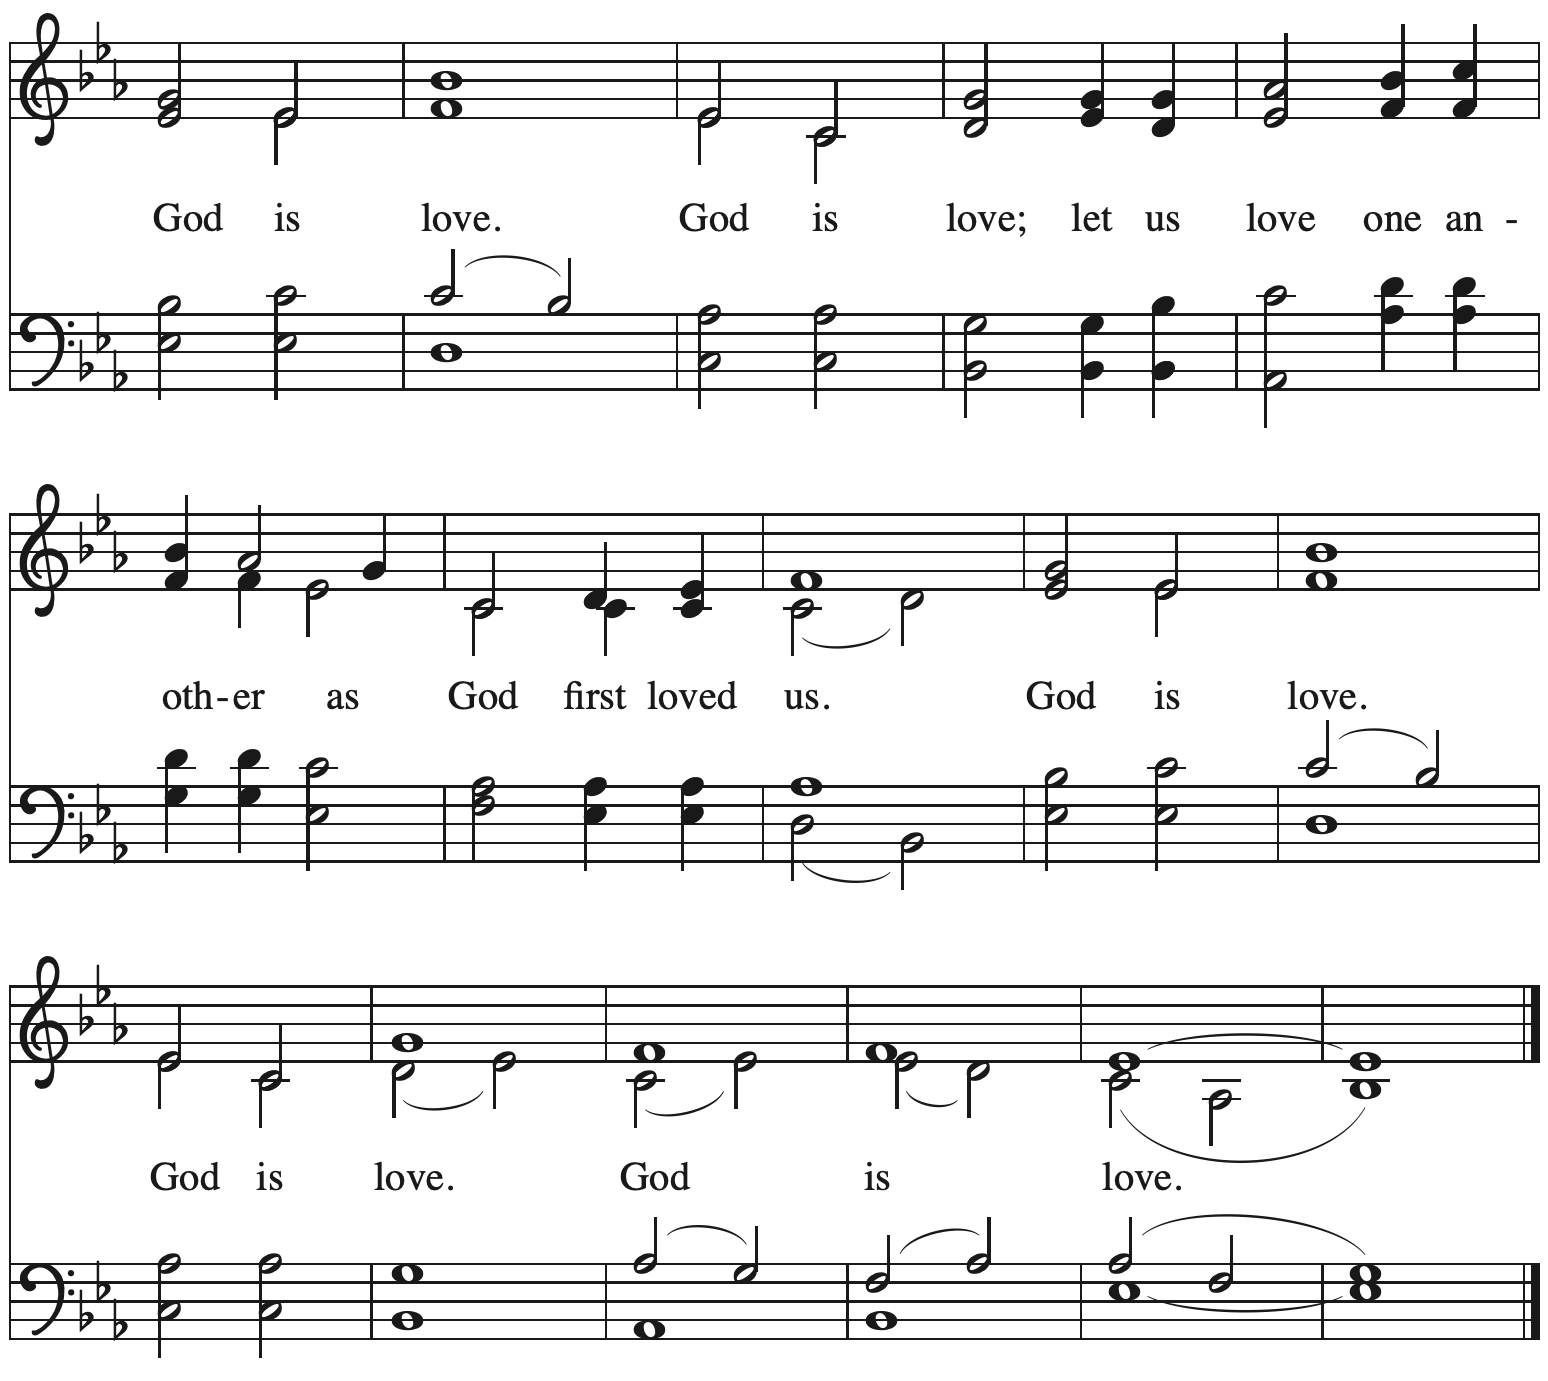 God is love. God is love; let us love one an -
oth-er as God first loved us. God is love.
God is love. God is love.